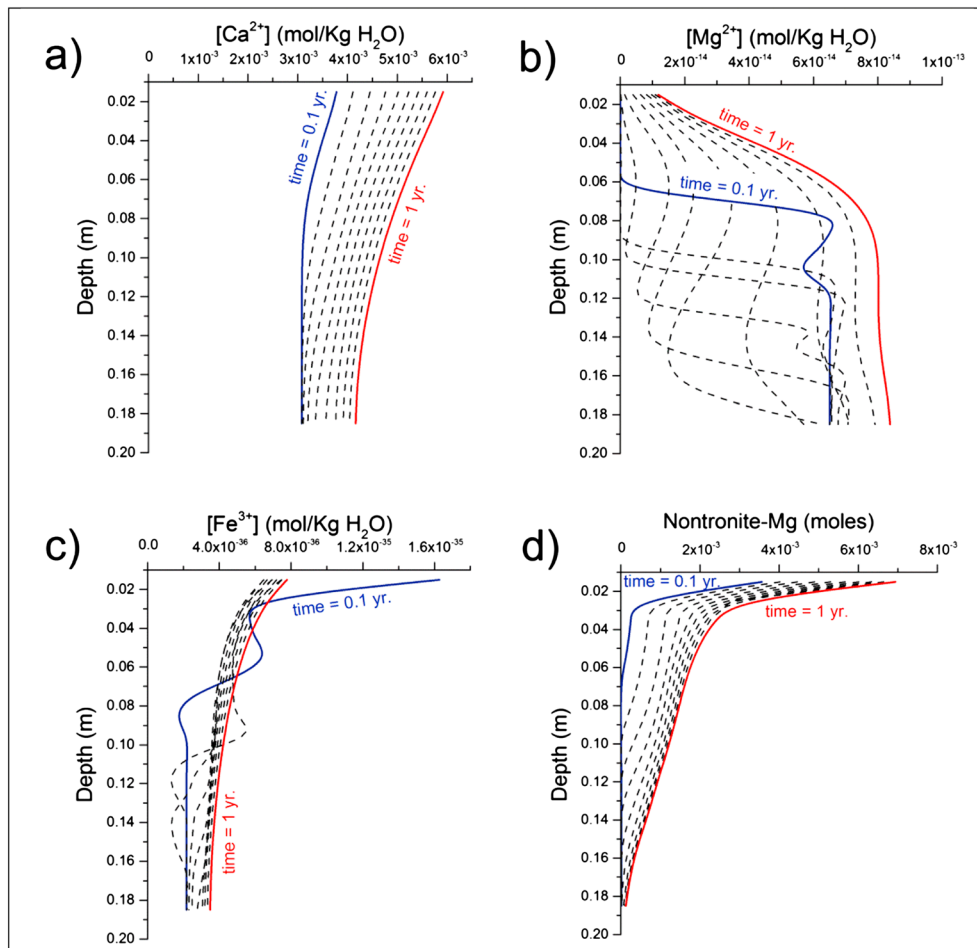 a)
[Ca²⁺] (mol/Kg H₂O)
0 1x10⁻³ 3x10⁻³ 4x10⁻³ 5x10⁻³ 6x10⁻³
Depth (m)
0.02
0.04
0.06
0.08
0.10
0.12
0.14
0.16
0.18
0.20
time = 0.1 yr.
time = 1 yr.
b)
[Mg²⁺] (mol/Kg H₂O)
0 2x10⁻¹⁴ 4x10⁻¹⁴ 6x10⁻¹⁴ 8x10⁻¹⁴ 1x10⁻¹³
Depth (m)
0.02
0.04
0.06
0.08
0.10
0.12
0.14
0.16
0.18
0.20
time = 1 yr.
time = 0.1 yr.
c)
[Fe³⁺] (mol/Kg H₂O)
0.0 4.0x10⁻³⁶ 8.0x10⁻³⁶ 1.2x10⁻³⁵ 1.6x10⁻³⁵
Depth (m)
0.02
0.04
0.06
0.08
0.10
0.12
0.14
0.16
0.18
0.20
time = 0.1 yr.
time = 1 yr.
d)
Nontronite-Mg (moles)
0 2x10⁻³ 4x10⁻³ 6x10⁻³ 8x10⁻³
Depth (m)
0.02
0.04
0.06
0.08
0.10
0.12
0.14
0.16
0.18
0.20
time = 0.1 yr.
time = 1 yr.